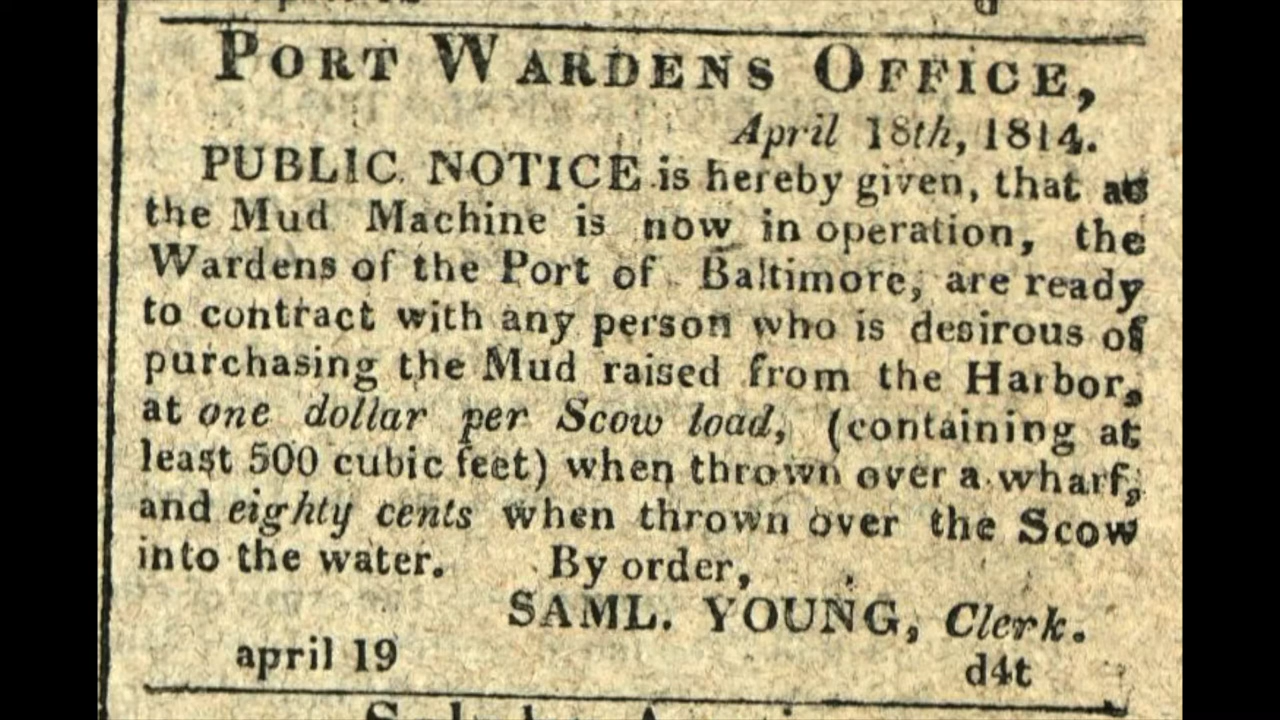 PORT WARDENS OFFICE,
April 18th, 1814.
PUBLIC NOTICE is hereby given, that as
the Mud Machine is now in operation, the
Wardens of the Port of Baltimore, are ready
to contract with any person who is desirous of
purchasing the Mud raised from the Harbor,
at one dollar per Scow load, (containing at
least 500 cubic feet) when thrown over a wharf,
and eighty cents when thrown over the Scow
into the water. By order,
SAML. YOUNG, Clerk.
april 19 d4t